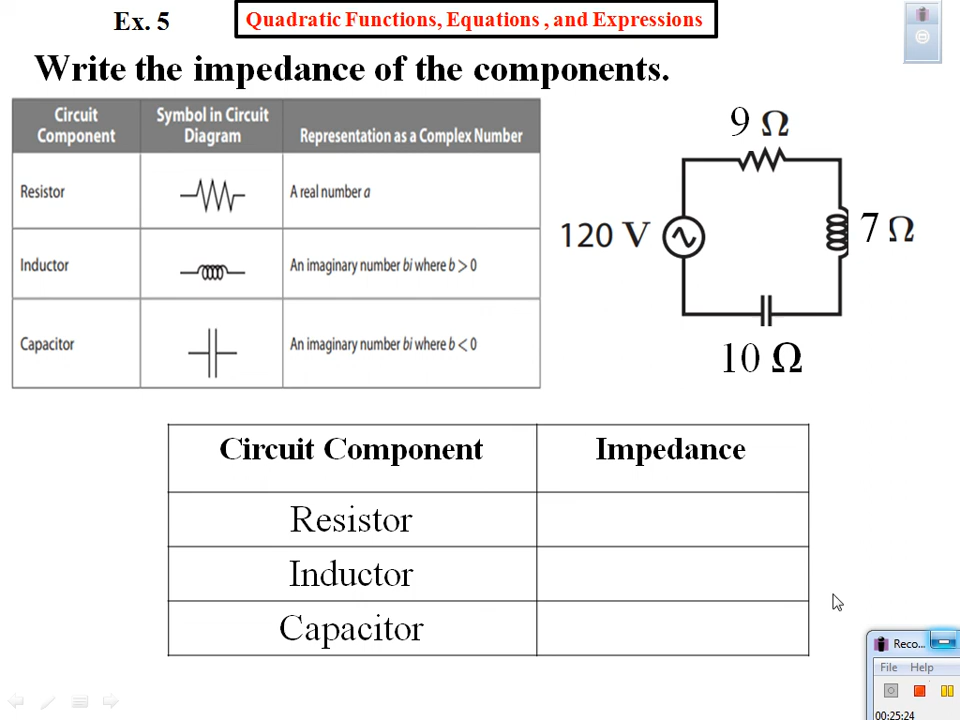 Ex. 5
Quadratic Functions, Equations , and Expressions
Write the impedance of the components.
Circuit Component
Symbol in Circuit Diagram
Representation as a Complex Number
Resistor
A real number a
Inductor
An imaginary number bi where b > 0
Capacitor
An imaginary number bi where b < 0
9 Ω
120 V
7 Ω
10 Ω
Circuit Component Impedance
Resistor
Inductor
Capacitor
Reco...
File Help
00:25:24